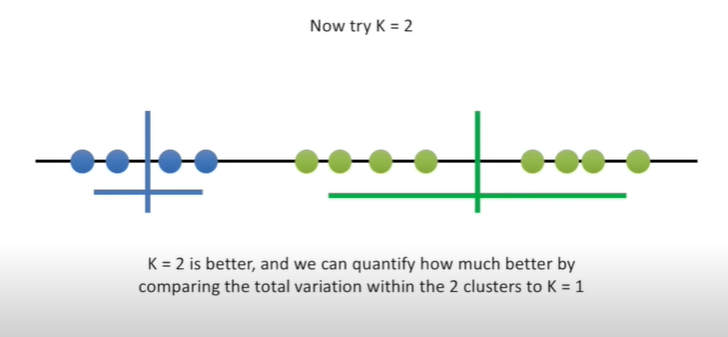 Now try K = 2
K = 2 is better, and we can quantify how much better by
comparing the total variation within the 2 clusters to K = 1